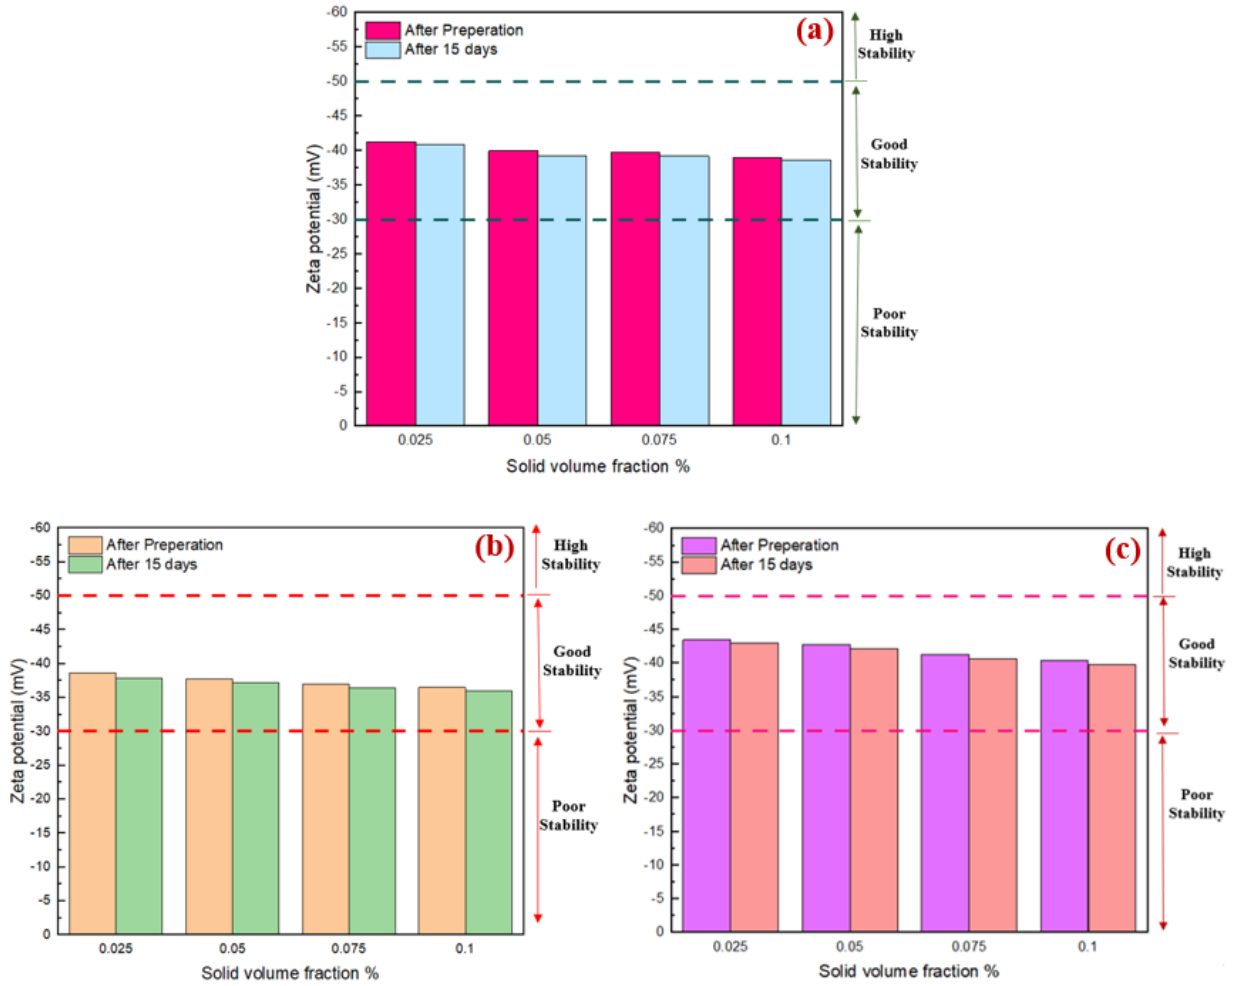 (a)
After Preperation
After 15 days
-60
-55
-50
-45
-40
-35
-30
-25
-20
-15
-10
-5
0
Zeta potential (mV)
0.025
0.05
0.075
0.1
Solid volume fraction %
High
Stability
Good
Stability
Poor
Stability
(b)
After Preperation
After 15 days
-60
-55
-50
-45
-40
-35
-30
-25
-20
-15
-10
-5
0
Zeta potential (mV)
0.025
0.05
0.075
0.1
Solid volume fraction %
High
Stability
Good
Stability
Poor
Stability
(c)
After Preperation
After 15 days
-60
-55
-50
-45
-40
-35
-30
-25
-20
-15
-10
-5
0
Zeta potential (mV)
0.025
0.05
0.075
0.1
Solid volume fraction %
High
Stability
Good
Stability
Poor
Stability